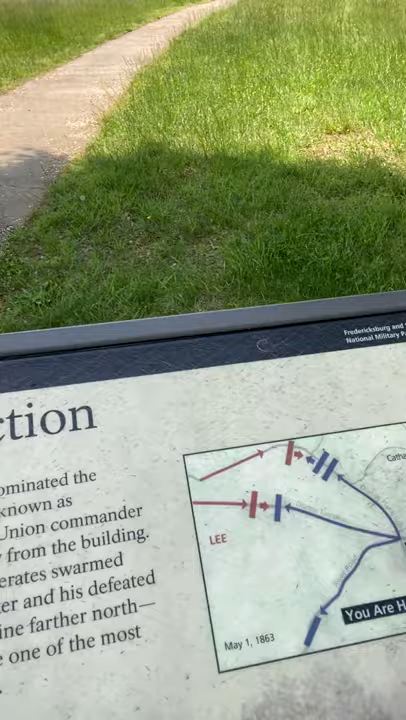 Fredericksburg and
National Military P
ction
ominated the
known as
Union commander
y from the building.
erates swarmed
er and his defeated
ine farther north—
e one of the most
Catha
LEE
You Are H
May 1, 1863